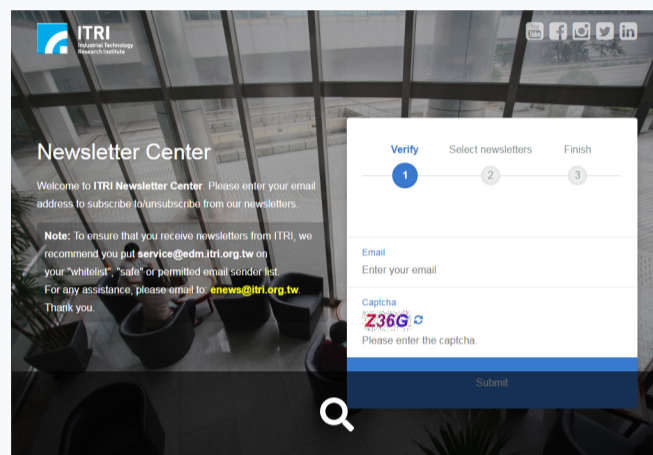 ITRI
Industrial Technology
Research Institute
You
Tube
Newsletter Center
Welcome to ITRI Newsletter Center. Please enter your email
address to subscribe to/unsubscribe from our newsletters.
Note: To ensure that you receive newsletters from ITRI, we
recommend you put service@edm.itri.org.tw on
your "whitelist", "safe" or permitted email sender list.
For any assistance, please email to: enews@itri.org.tw.
Thank you.
Verify
Select newsletters
Finish
1
2
3
Email
Enter your email
Captcha
Z36G
Please enter the captcha.
Submit